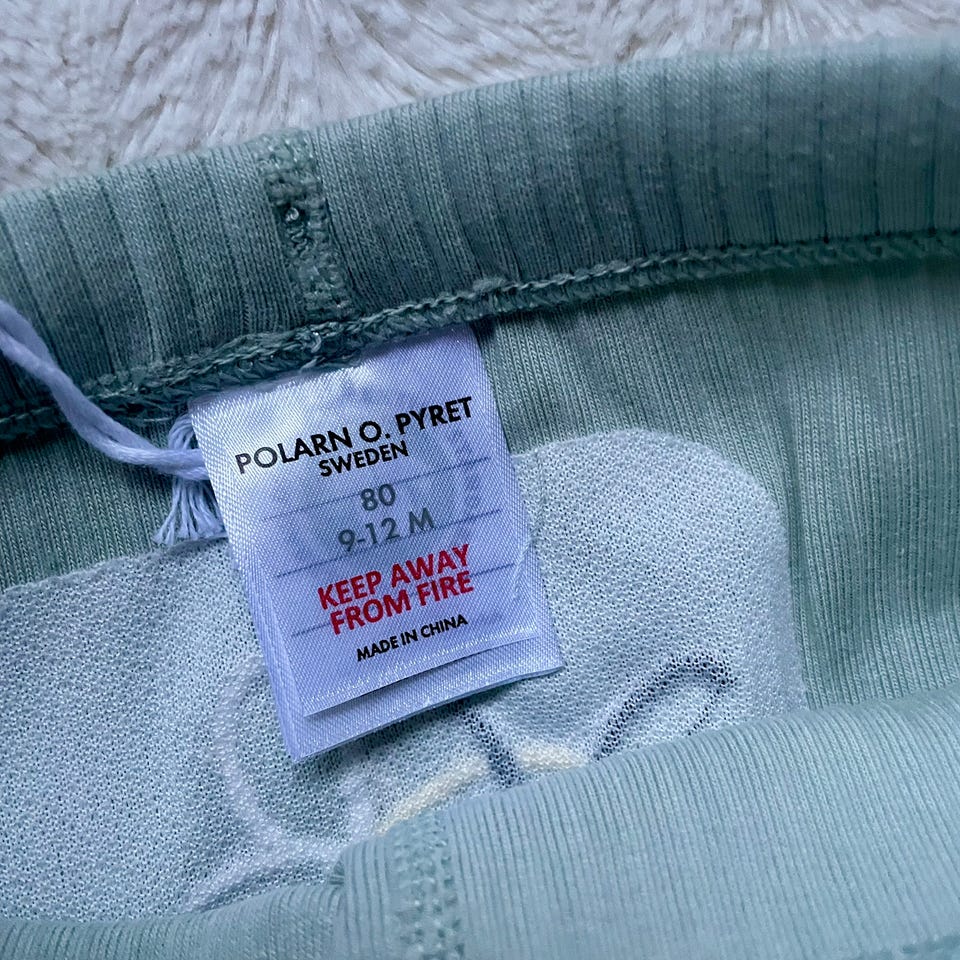 POLARN O. PYRET
SWEDEN
80
9-12 M
KEEP AWAY
FROM FIRE
MADE IN CHINA